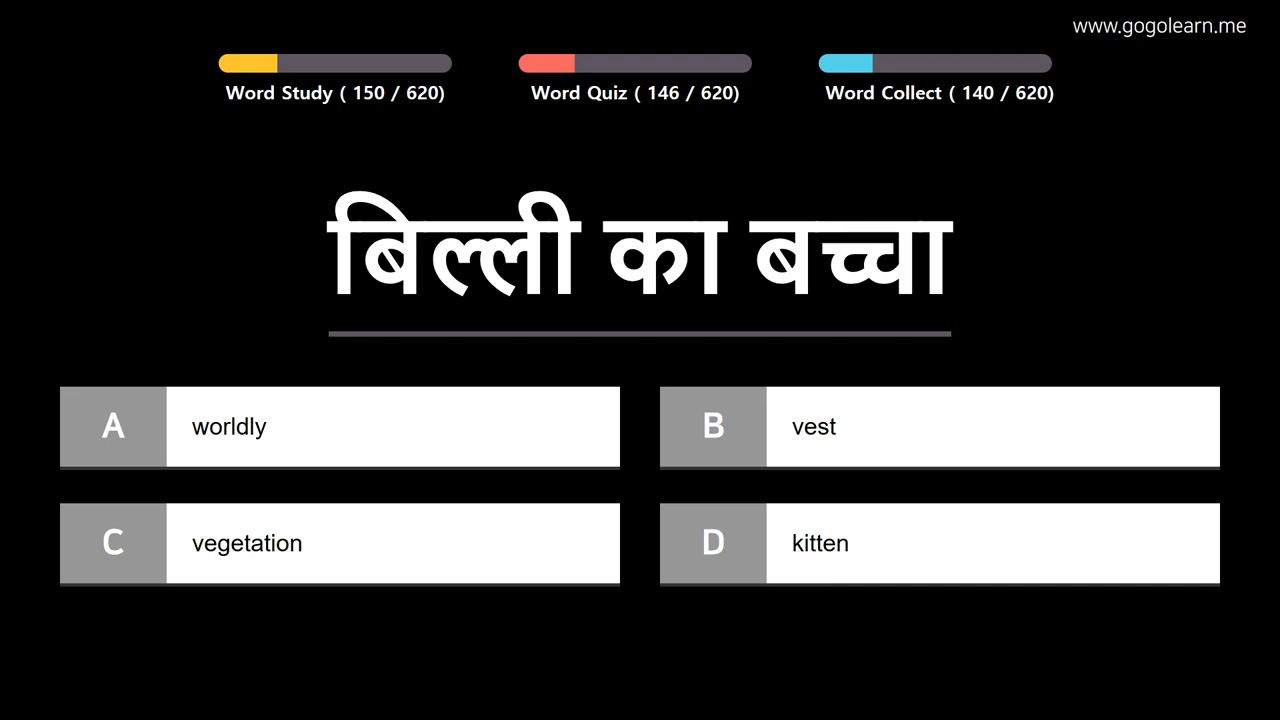 www.gogolearn.me
Word Study ( 150 / 620)
Word Quiz ( 146 / 620)
Word Collect ( 140 / 620)
बिल्ली का बच्चा
A worldly
B vest
C vegetation
D kitten